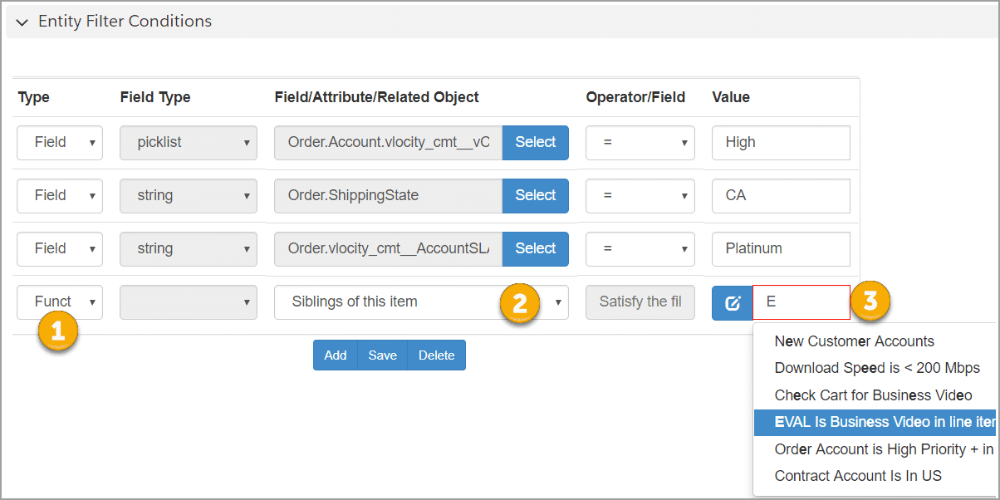 Entity Filter Conditions
Type Field Type Field/Attribute/Related Object Operator/Field Value
Field picklist Order.Account.vlocity_cmt__vC Select = High
Field string Order.ShippingState Select = CA
Field string Order.vlocity_cmt__AccountSLA Select = Platinum
Funct Siblings of this item 2 Satisfy the fil E 3
1
Add Save Delete
New Customer Accounts
Download Speed is < 200 Mbps
Check Cart for Business Video
EVAL Is Business Video in line iter
Order Account is High Priority + in
Contract Account Is In US